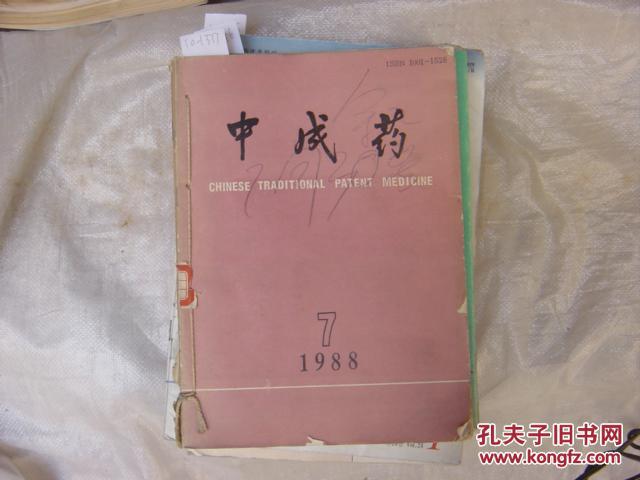 ISSN 1001-1528
中成药
CHINESE TRADITIONAL PATENT MEDICINE
7
1988
孔夫子旧书网
www.kongfz.com